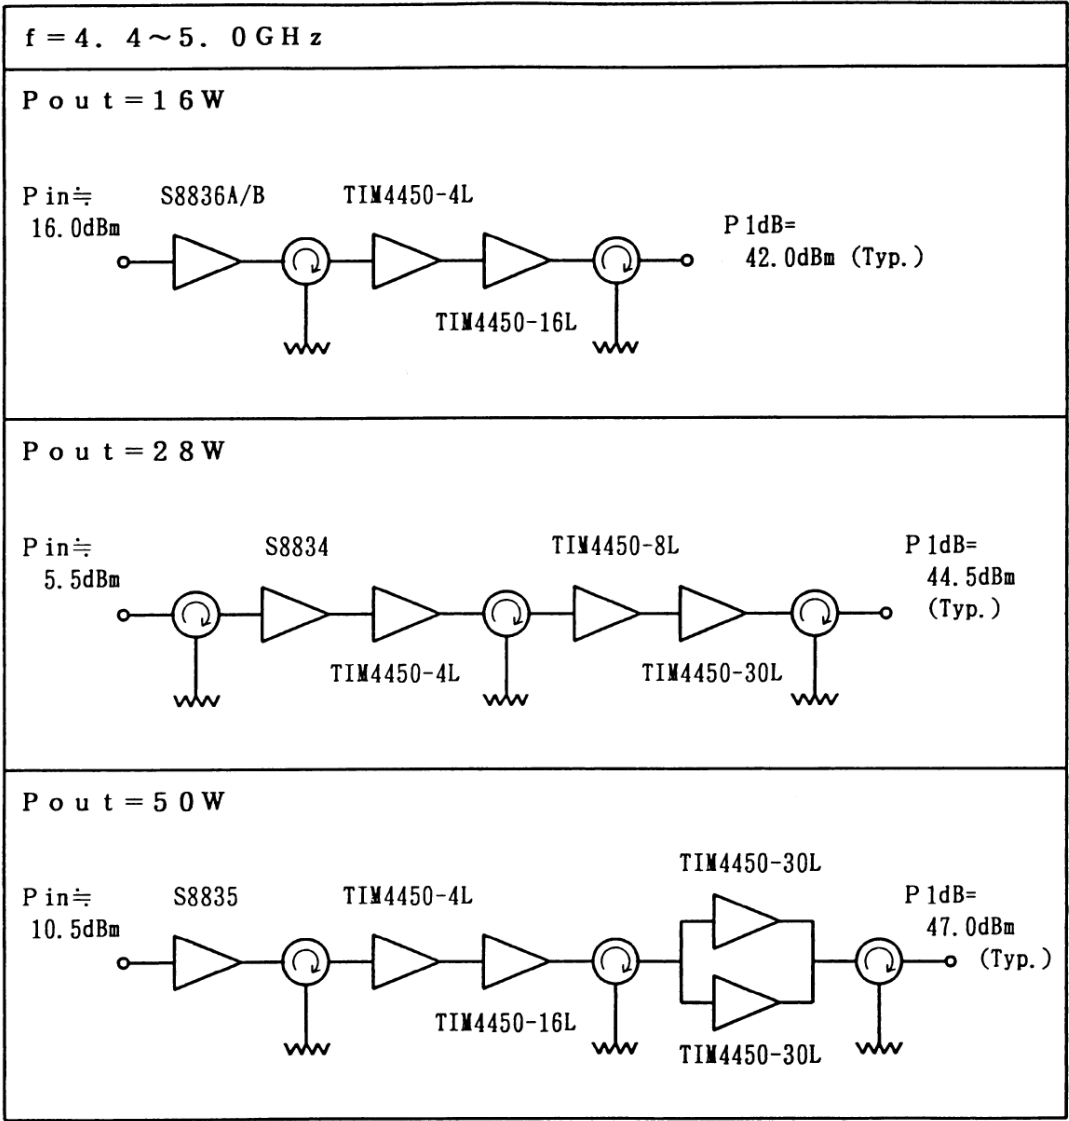 f=4. 4～5. 0GHz
Pout=16W
Pin≒
16.0dBm
S8836A/B
TIM4450-4L
TIM4450-16L
P1dB=
42.0dBm (Typ.)
Pout=28W
Pin≒
5.5dBm
S8834
TIM4450-4L
TIM4450-8L
TIM4450-30L
P1dB=
44.5dBm
(Typ.)
Pout=50W
Pin≒
10.5dBm
S8835
TIM4450-4L
TIM4450-16L
TIM4450-30L
TIM4450-30L
P1dB=
47.0dBm
(Typ.)